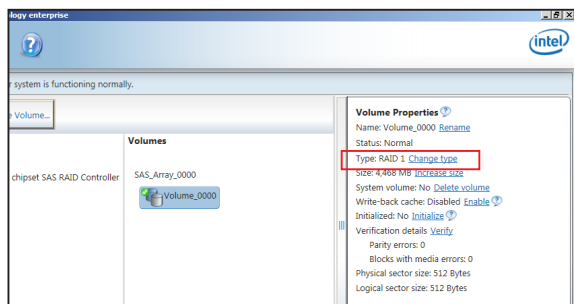 logy enterprise
intel
r system is functioning normally.
e Volume...
Volumes
chipset SAS RAID Controller
SAS_Array_0000
Volume_0000
Volume Properties
Name: Volume_0000 Rename
Status: Normal
Type: RAID 1 Change type
Size: 4,468 MB Increase size
System volume: No Delete volume
Write-back cache: Disabled Enable
Initialized: No Initialize
Verification details Verify
Parity errors: 0
Blocks with media errors: 0
Physical sector size: 512 Bytes
Logical sector size: 512 Bytes